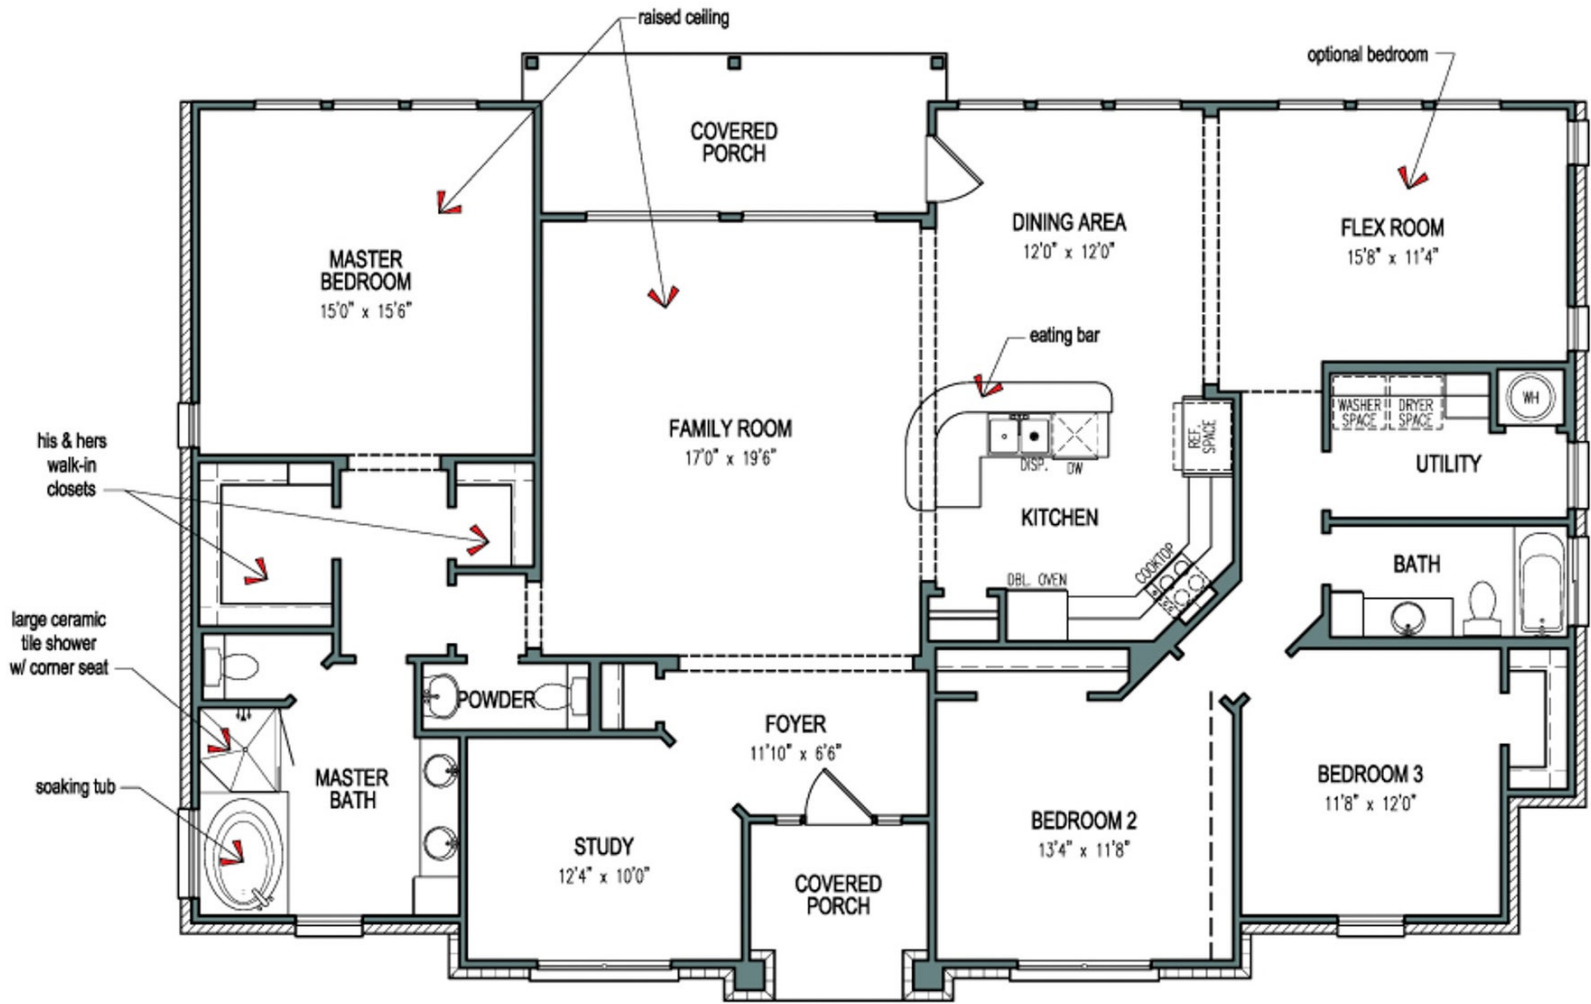 raised ceiling
optional bedroom
COVERED
PORCH
MASTER
BEDROOM
15'0" x 15'6"
DINING AREA
12'0" x 12'0"
FLEX ROOM
15'8" x 11'4"
eating bar
FAMILY ROOM
17'0" x 19'6"
WASHER
SPACE
DRYER
SPACE
WH
REF.
SPACE
DISP.
DW
UTILITY
KITCHEN
his & hers
walk-in
closets
COOKTOP
DBL. OVEN
BATH
large ceramic
tile shower
w/ corner seat
POWDER
FOYER
11'10" x 6'6"
soaking tub
MASTER
BATH
BEDROOM 3
11'8" x 12'0"
STUDY
12'4" x 10'0"
BEDROOM 2
13'4" x 11'8"
COVERED
PORCH